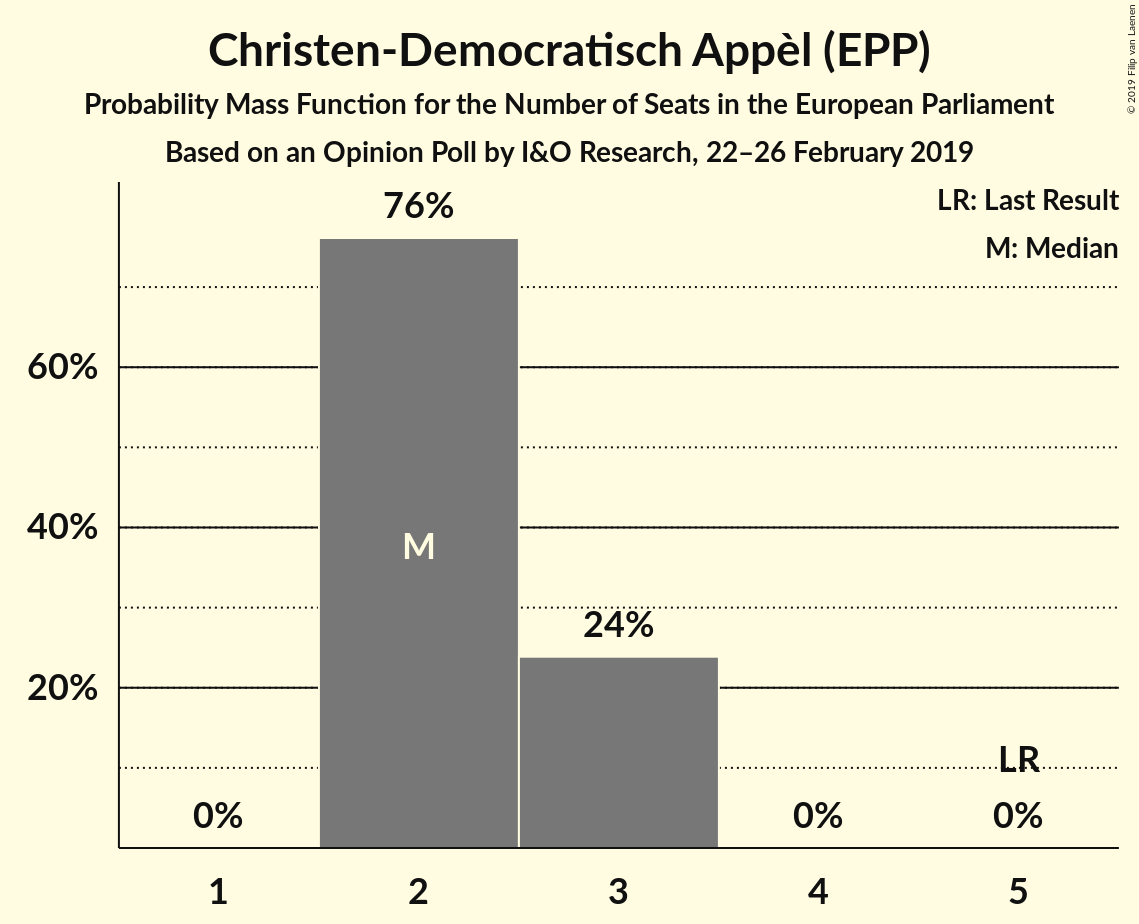 Christen-Democratisch Appèl (EPP)
Probability Mass Function for the Number of Seats in the European Parliament
Based on an Opinion Poll by I&O Research, 22–26 February 2019
© 2019 Filip van Laenen
LR: Last Result
M: Median
76%
60%
40%
M
24%
20%
LR
0%
0%
0%
1
2
3
4
5